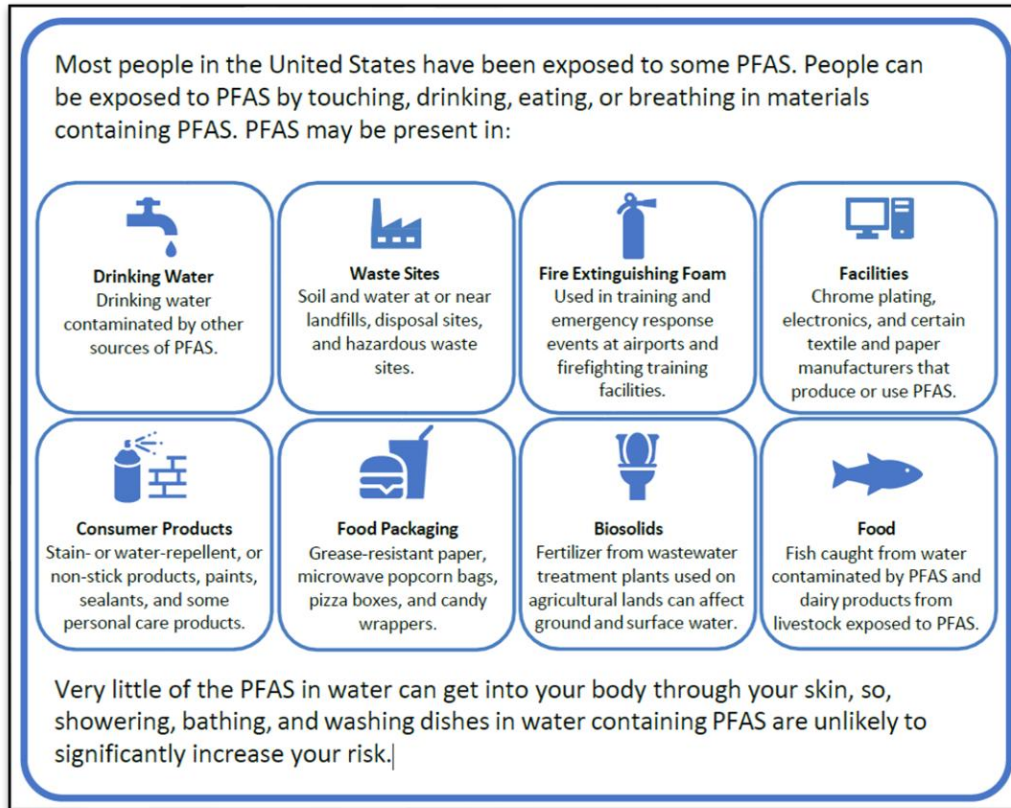 Most people in the United States have been exposed to some PFAS. People can
be exposed to PFAS by touching, drinking, eating, or breathing in materials
containing PFAS. PFAS may be present in:
Drinking Water
Drinking water
contaminated by other
sources of PFAS.
Waste Sites
Soil and water at or near
landfills, disposal sites,
and hazardous waste
sites.
Fire Extinguishing Foam
Used in training and
emergency response
events at airports and
firefighting training
facilities.
Facilities
Chrome plating,
electronics, and certain
textile and paper
manufacturers that
produce or use PFAS.
Consumer Products
Stain- or water-repellent, or
non-stick products, paints,
sealants, and some
personal care products.
Food Packaging
Grease-resistant paper,
microwave popcorn bags,
pizza boxes, and candy
wrappers.
Biosolids
Fertilizer from wastewater
treatment plants used on
agricultural lands can affect
ground and surface water.
Food
Fish caught from water
contaminated by PFAS and
dairy products from
livestock exposed to PFAS.
Very little of the PFAS in water can get into your body through your skin, so,
showering, bathing, and washing dishes in water containing PFAS are unlikely to
significantly increase your risk.